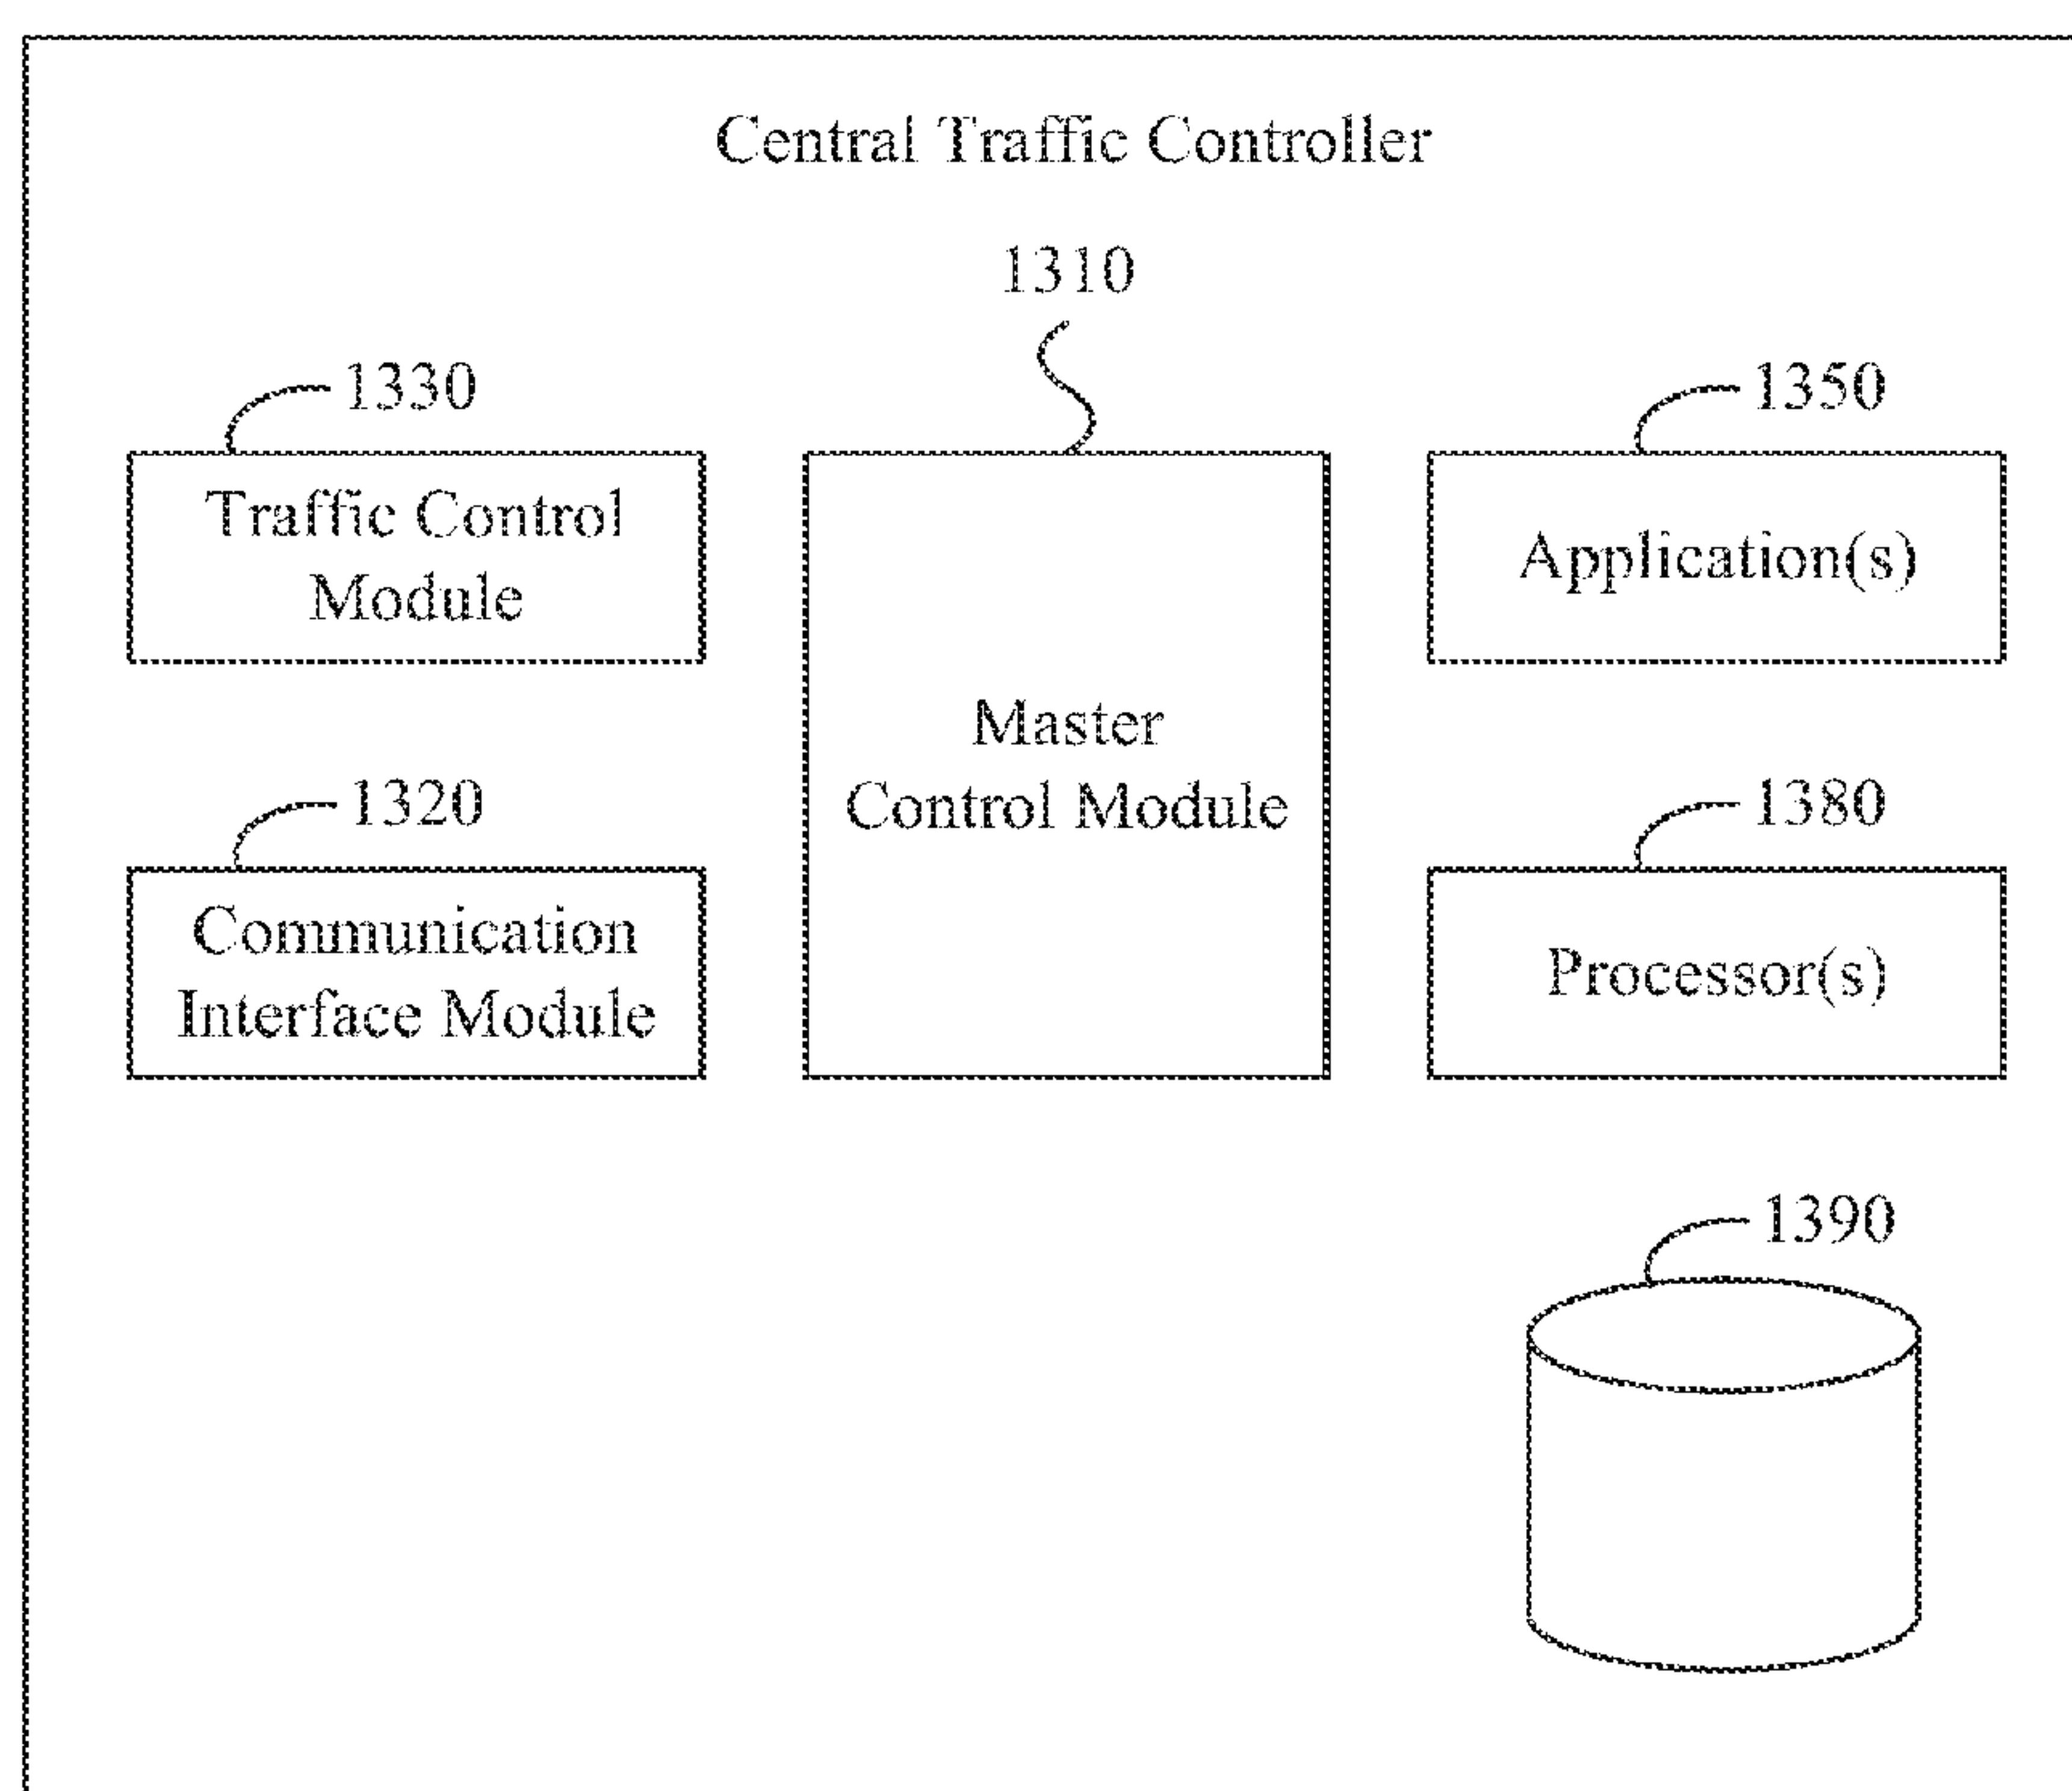 Central Traffic Controller
1310
1330
1350
Traffic Control
Module
Application(s)
Master
Control Module
1320
1380
Communication
Interface Module
Processor(s)
1390